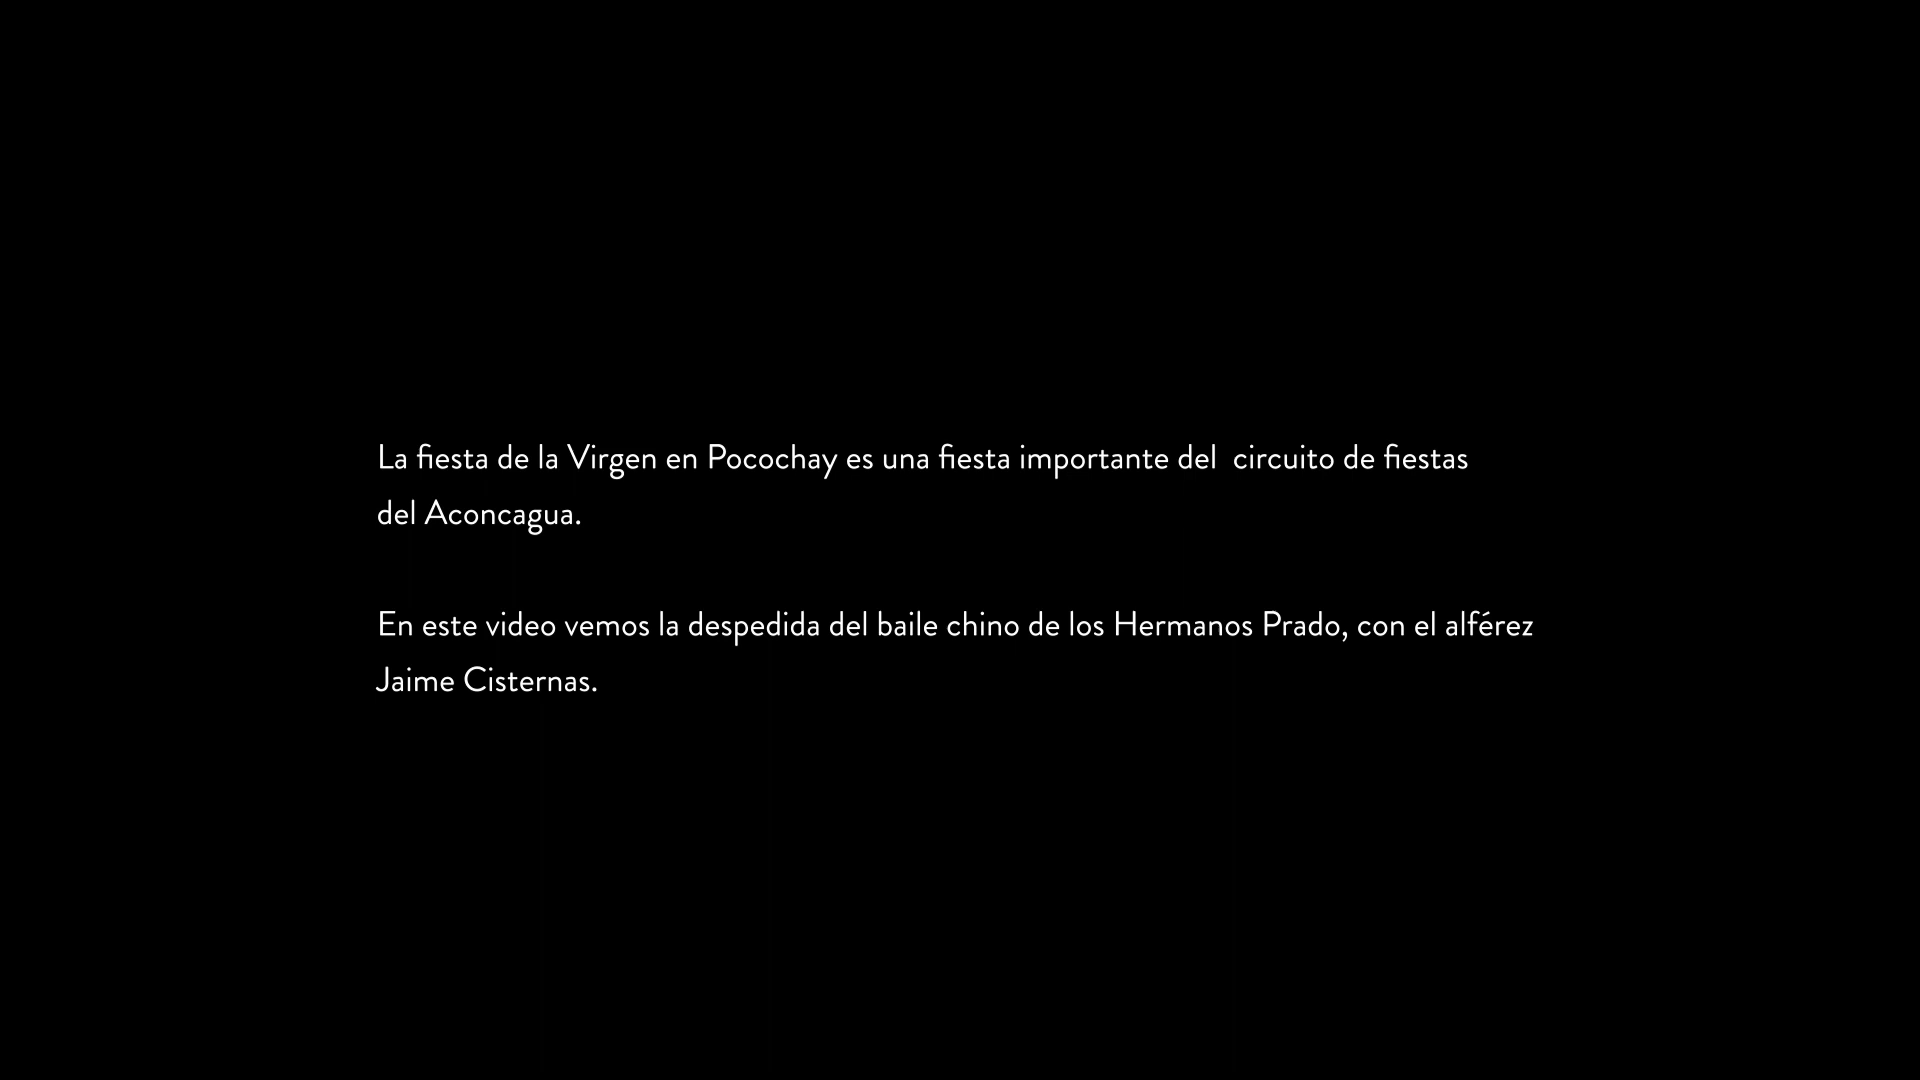 La fiesta de la Virgen en Pocochay es una fiesta importante del  circuito de fiestas
del Aconcagua.
En este video vemos la despedida del baile chino de los Hermanos Prado, con el alférez
Jaime Cisternas.